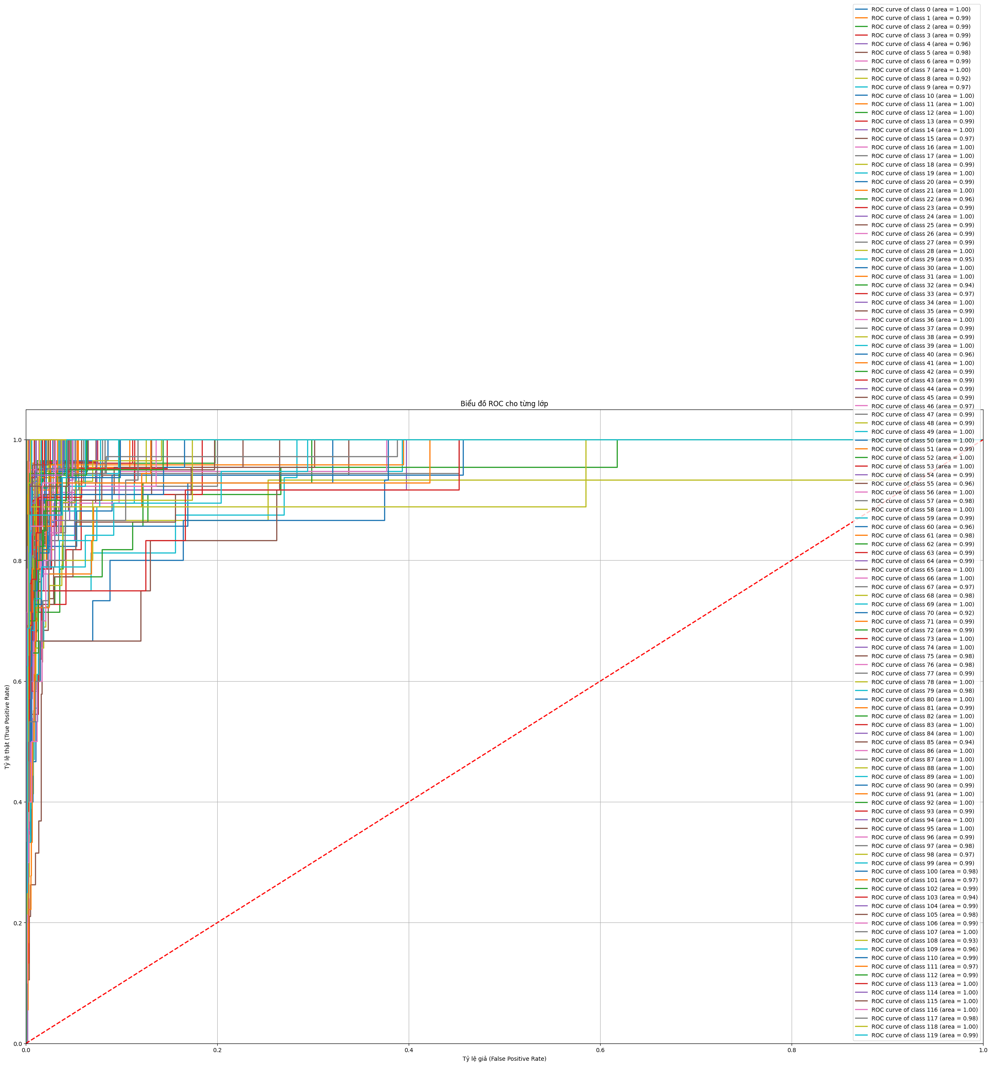 ROC curve of class 0 (area = 1.00)
ROC curve of class 1 (area = 0.99)
ROC curve of class 2 (area = 0.99)
ROC curve of class 3 (area = 0.99)
ROC curve of class 4 (area = 0.96)
ROC curve of class 5 (area = 0.98)
ROC curve of class 6 (area = 0.99)
ROC curve of class 7 (area = 1.00)
ROC curve of class 8 (area = 0.92)
ROC curve of class 9 (area = 0.97)
ROC curve of class 10 (area = 1.00)
ROC curve of class 11 (area = 1.00)
ROC curve of class 12 (area = 1.00)
ROC curve of class 13 (area = 0.99)
ROC curve of class 14 (area = 1.00)
ROC curve of class 15 (area = 0.97)
ROC curve of class 16 (area = 1.00)
ROC curve of class 17 (area = 1.00)
ROC curve of class 18 (area = 0.99)
ROC curve of class 19 (area = 1.00)
ROC curve of class 20 (area = 0.99)
ROC curve of class 21 (area = 1.00)
ROC curve of class 22 (area = 0.96)
ROC curve of class 23 (area = 0.99)
ROC curve of class 24 (area = 1.00)
ROC curve of class 25 (area = 0.99)
ROC curve of class 26 (area = 0.99)
ROC curve of class 27 (area = 0.99)
ROC curve of class 28 (area = 1.00)
ROC curve of class 29 (area = 0.95)
ROC curve of class 30 (area = 1.00)
ROC curve of class 31 (area = 1.00)
ROC curve of class 32 (area = 0.94)
ROC curve of class 33 (area = 0.97)
ROC curve of class 34 (area = 1.00)
ROC curve of class 35 (area = 0.99)
ROC curve of class 36 (area = 1.00)
ROC curve of class 37 (area = 0.99)
ROC curve of class 38 (area = 0.99)
ROC curve of class 39 (area = 1.00)
ROC curve of class 40 (area = 0.96)
ROC curve of class 41 (area = 1.00)
ROC curve of class 42 (area = 0.99)
ROC curve of class 43 (area = 0.99)
ROC curve of class 44 (area = 0.99)
ROC curve of class 45 (area = 0.99)
ROC curve of class 46 (area = 0.97)
ROC curve of class 47 (area = 0.99)
ROC curve of class 48 (area = 0.99)
ROC curve of class 49 (area = 1.00)
ROC curve of class 50 (area = 1.00)
ROC curve of class 51 (area = 0.99)
ROC curve of class 52 (area = 1.00)
ROC curve of class 53 (area = 1.00)
ROC curve of class 54 (area = 0.99)
ROC curve of class 55 (area = 0.96)
ROC curve of class 56 (area = 1.00)
ROC curve of class 57 (area = 0.98)
ROC curve of class 58 (area = 1.00)
ROC curve of class 59 (area = 0.99)
ROC curve of class 60 (area = 0.96)
ROC curve of class 61 (area = 0.98)
ROC curve of class 62 (area = 0.99)
ROC curve of class 63 (area = 0.99)
ROC curve of class 64 (area = 0.99)
ROC curve of class 65 (area = 1.00)
ROC curve of class 66 (area = 1.00)
ROC curve of class 67 (area = 0.97)
ROC curve of class 68 (area = 0.98)
ROC curve of class 69 (area = 1.00)
ROC curve of class 70 (area = 0.92)
ROC curve of class 71 (area = 0.99)
ROC curve of class 72 (area = 0.99)
ROC curve of class 73 (area = 1.00)
ROC curve of class 74 (area = 1.00)
ROC curve of class 75 (area = 0.98)
ROC curve of class 76 (area = 0.98)
ROC curve of class 77 (area = 0.99)
ROC curve of class 78 (area = 1.00)
ROC curve of class 79 (area = 0.98)
ROC curve of class 80 (area = 1.00)
ROC curve of class 81 (area = 0.99)
ROC curve of class 82 (area = 1.00)
ROC curve of class 83 (area = 1.00)
ROC curve of class 84 (area = 1.00)
ROC curve of class 85 (area = 0.94)
ROC curve of class 86 (area = 1.00)
ROC curve of class 87 (area = 1.00)
ROC curve of class 88 (area = 1.00)
ROC curve of class 89 (area = 1.00)
ROC curve of class 90 (area = 0.99)
ROC curve of class 91 (area = 1.00)
ROC curve of class 92 (area = 1.00)
ROC curve of class 93 (area = 0.99)
ROC curve of class 94 (area = 1.00)
ROC curve of class 95 (area = 1.00)
ROC curve of class 96 (area = 0.99)
ROC curve of class 97 (area = 0.98)
ROC curve of class 98 (area = 0.97)
ROC curve of class 99 (area = 0.99)
ROC curve of class 100 (area = 0.98)
ROC curve of class 101 (area = 0.97)
ROC curve of class 102 (area = 0.99)
ROC curve of class 103 (area = 0.94)
ROC curve of class 104 (area = 0.99)
ROC curve of class 105 (area = 0.98)
ROC curve of class 106 (area = 0.99)
ROC curve of class 107 (area = 1.00)
ROC curve of class 108 (area = 0.93)
ROC curve of class 109 (area = 0.96)
ROC curve of class 110 (area = 0.99)
ROC curve of class 111 (area = 0.97)
ROC curve of class 112 (area = 0.99)
ROC curve of class 113 (area = 1.00)
ROC curve of class 114 (area = 1.00)
ROC curve of class 115 (area = 1.00)
ROC curve of class 116 (area = 1.00)
ROC curve of class 117 (area = 0.98)
ROC curve of class 118 (area = 1.00)
ROC curve of class 119 (area = 0.99)
Biểu đồ ROC cho từng lớp
1.0
0.8
0.6
0.4
0.2
0.0
Tỷ lệ thật (True Positive Rate)
0.0
0.2
0.4
0.6
0.8
1.0
Tỷ lệ giả (False Positive Rate)